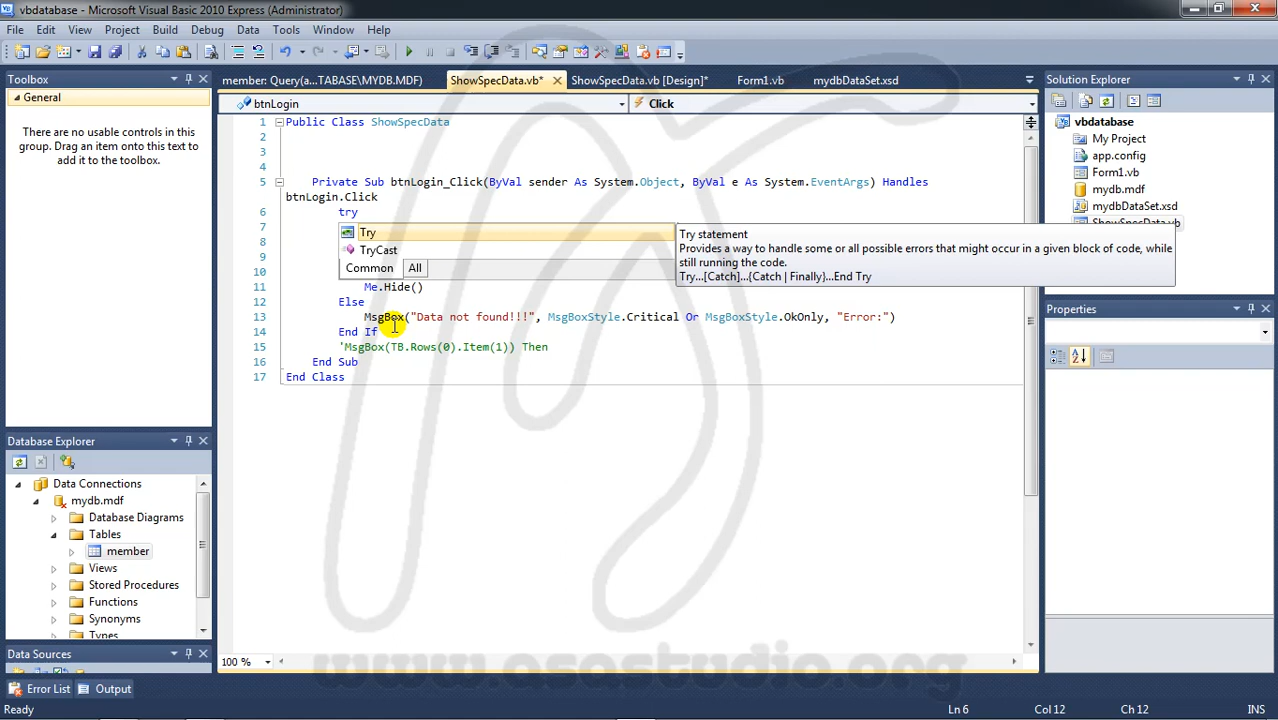 vbdatabase - Microsoft Visual Basic 2010 Express (Administrator)
File Edit View Project Build Debug Data Tools Window Help
Toolbox
General
There are no usable controls in this
group. Drag an item onto this text to
add it to the toolbox.
Database Explorer
Data Connections
mydb.mdf
Database Diagrams
Tables
member
Views
Stored Procedures
Functions
Synonyms
Types
Data Sources
member: Query(a...TABASE\MYDB.MDF) ShowSpecData.vb* ShowSpecData.vb [Design]* Form1.vb mydbDataSet.xsd
btnLogin Click
1 Public Class ShowSpecData
2
3
4
5 Private Sub btnLogin_Click(ByVal sender As System.Object, ByVal e As System.EventArgs) Handles
btnLogin.Click
6 try
7
8
9
10
11 Me.Hide()
12 Else
13 MsgBox("Data not found!!!", MsgBoxStyle.Critical Or MsgBoxStyle.OkOnly, "Error:")
14 End If
15 'MsgBox(TB.Rows(0).Item(1)) Then
16 End Sub
17 End Class
Try
TryCast
Common All
Try statement
Provides a way to handle some or all possible errors that might occur in a given block of code, while
still running the code.
Try...[Catch]...{Catch | Finally}...End Try
100 %
Solution Explorer
vbdatabase
My Project
app.config
Form1.vb
mydb.mdf
mydbDataSet.xsd
ShowSpecData.vb
Properties
www.asastudio.org
Error List Output
Ln 6 Col 12 Ch 12 INS